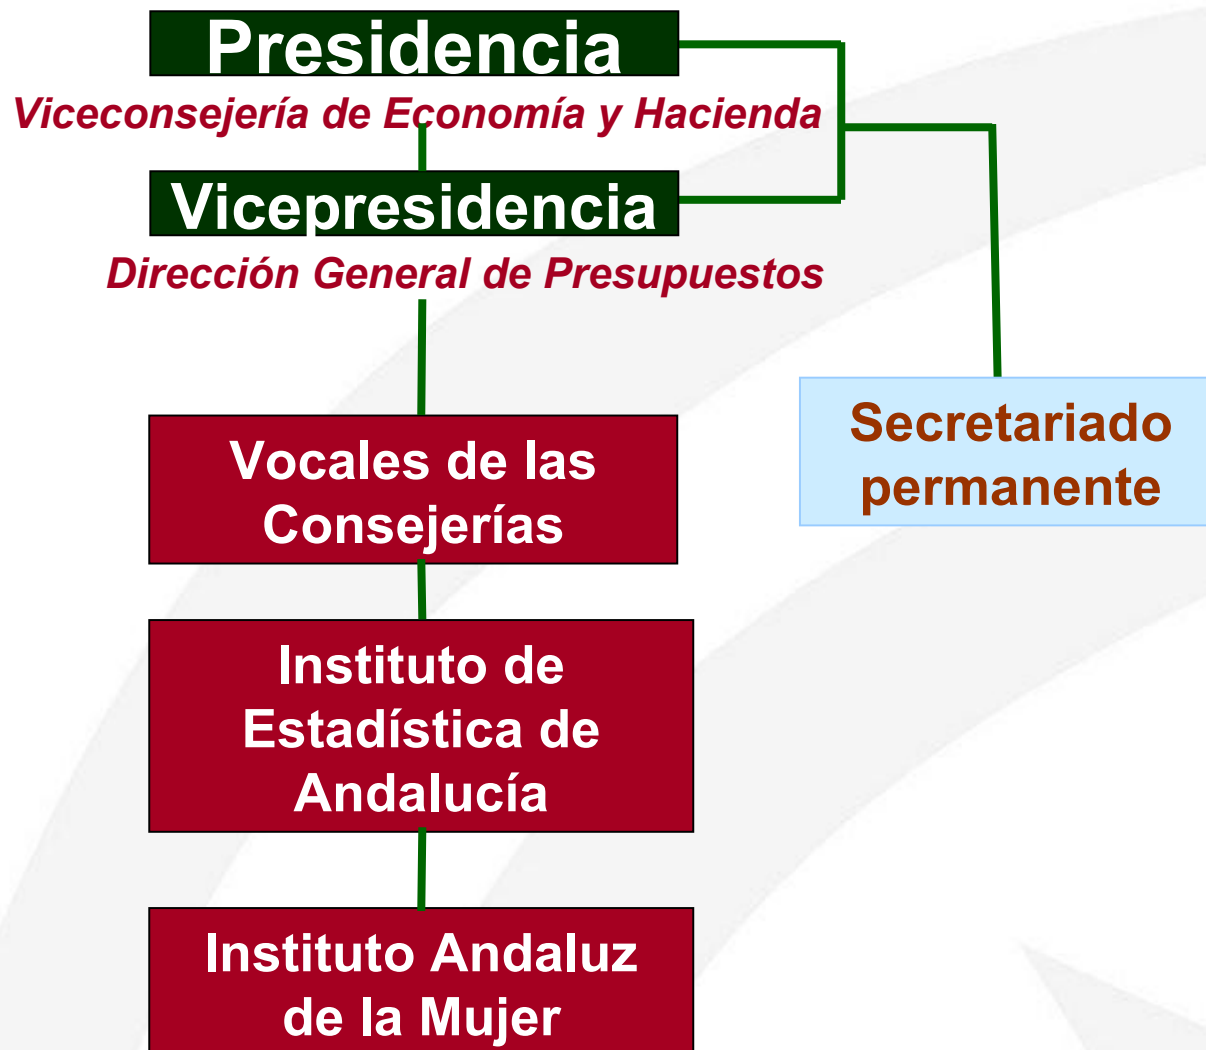 Presidencia
Viceconsejería de Economía y Hacienda
Vicepresidencia
Dirección General de Presupuestos
Vocales de las
Consejerías
Secretariado
permanente
Instituto de
Estadística de
Andalucía
Instituto Andaluz
de la Mujer